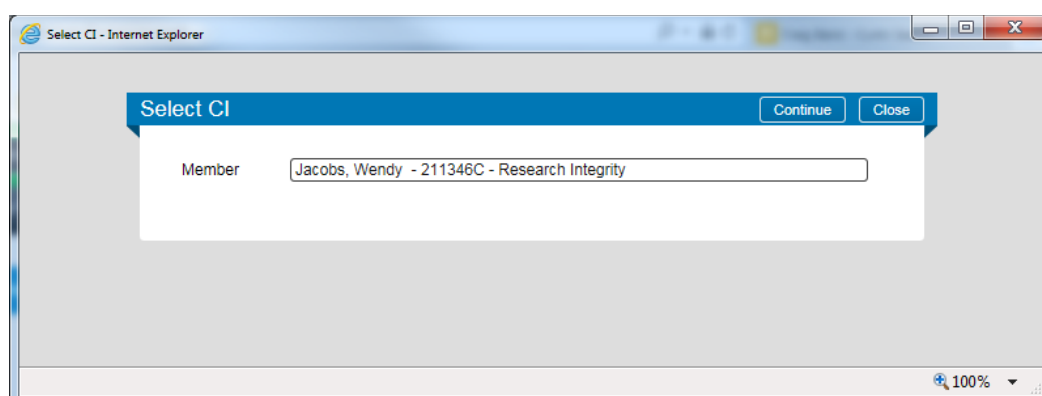 Select CI - Internet Explorer
Select CI
Continue
Close
Member
Jacobs, Wendy - 211346C - Research Integrity
100%